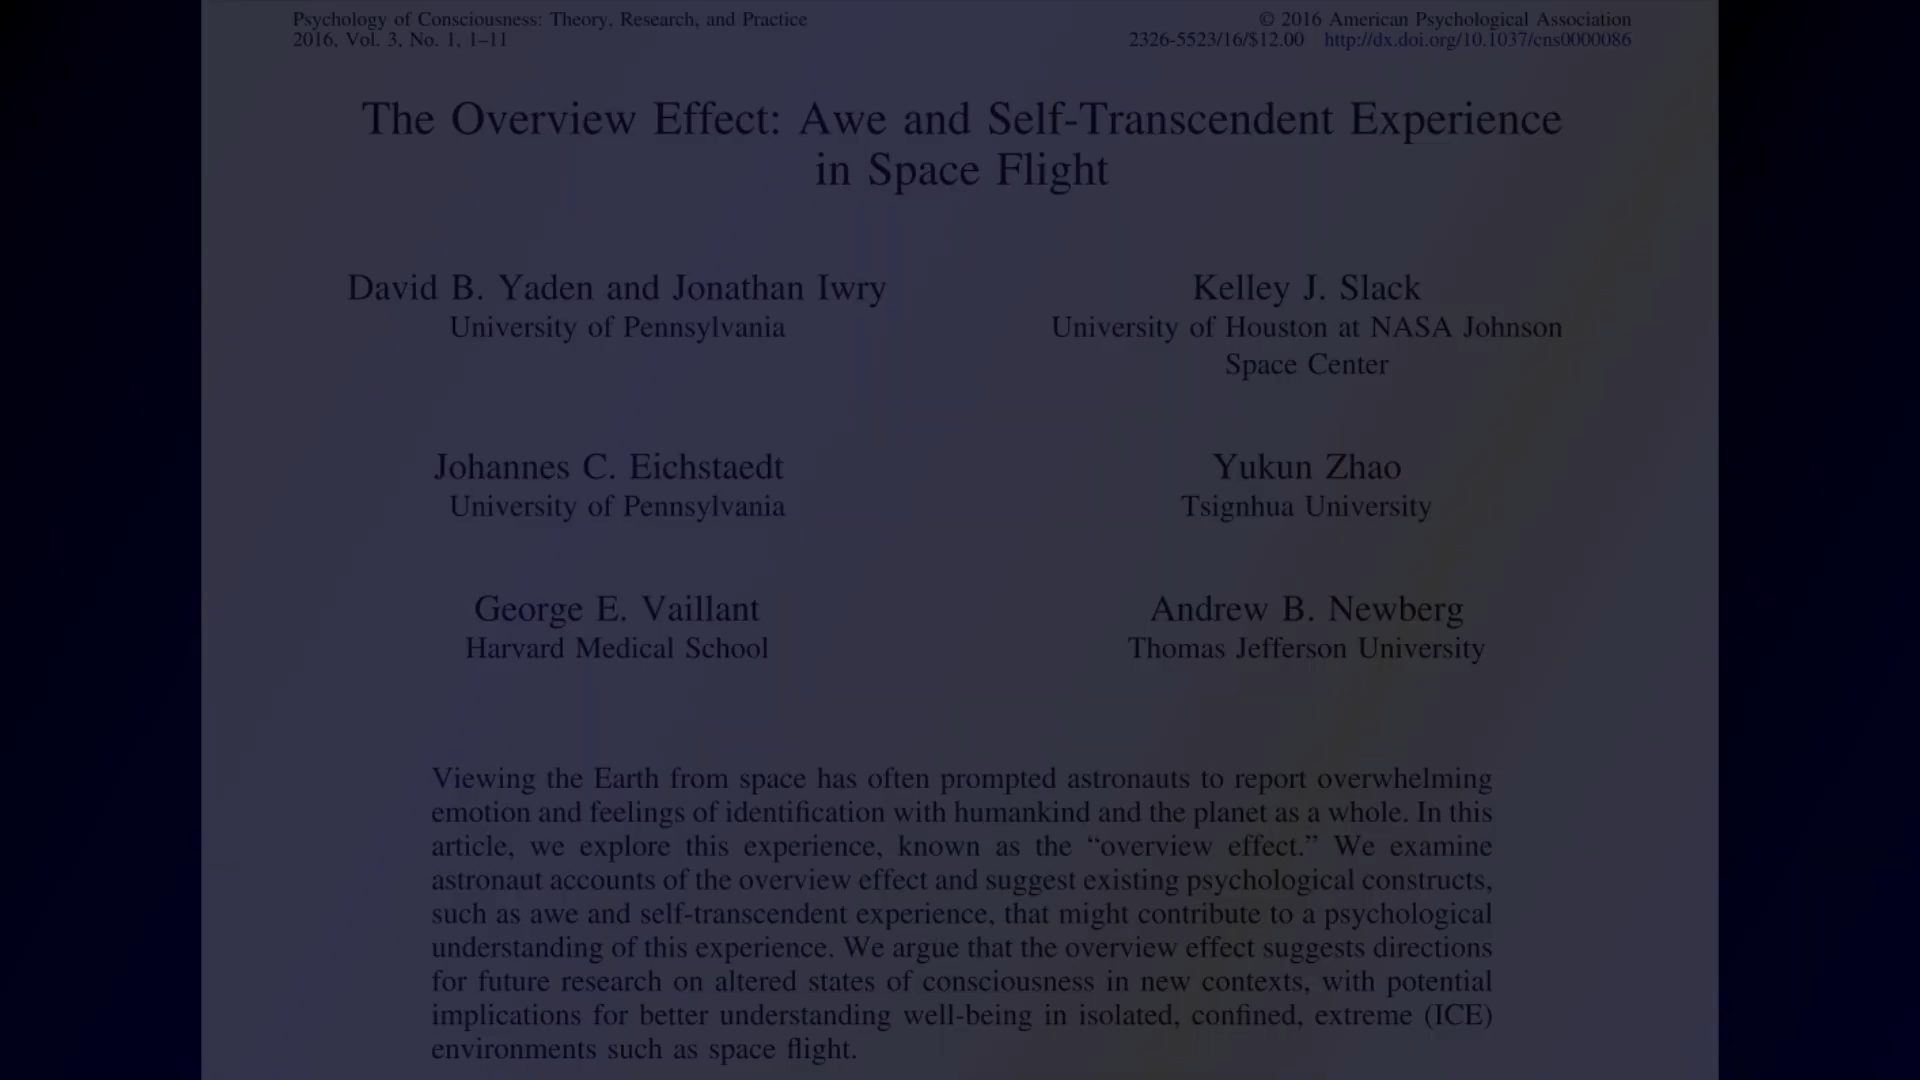 Psychology of Consciousness: Theory, Research, and Practice
2016, Vol. 3, No. 1, 1–11
© 2016 American Psychological Association
2326-5523/16/$12.00 http://dx.doi.org/10.1037/cns0000086
The Overview Effect: Awe and Self-Transcendent Experience
in Space Flight
David B. Yaden and Jonathan Iwry
University of Pennsylvania
Kelley J. Slack
University of Houston at NASA Johnson
Space Center
Johannes C. Eichstaedt
University of Pennsylvania
Yukun Zhao
Tsignhua University
George E. Vaillant
Harvard Medical School
Andrew B. Newberg
Thomas Jefferson University
Viewing the Earth from space has often prompted astronauts to report overwhelming
emotion and feelings of identification with humankind and the planet as a whole. In this
article, we explore this experience, known as the “overview effect.” We examine
astronaut accounts of the overview effect and suggest existing psychological constructs,
such as awe and self-transcendent experience, that might contribute to a psychological
understanding of this experience. We argue that the overview effect suggests directions
for future research on altered states of consciousness in new contexts, with potential
implications for better understanding well-being in isolated, confined, extreme (ICE)
environments such as space flight.